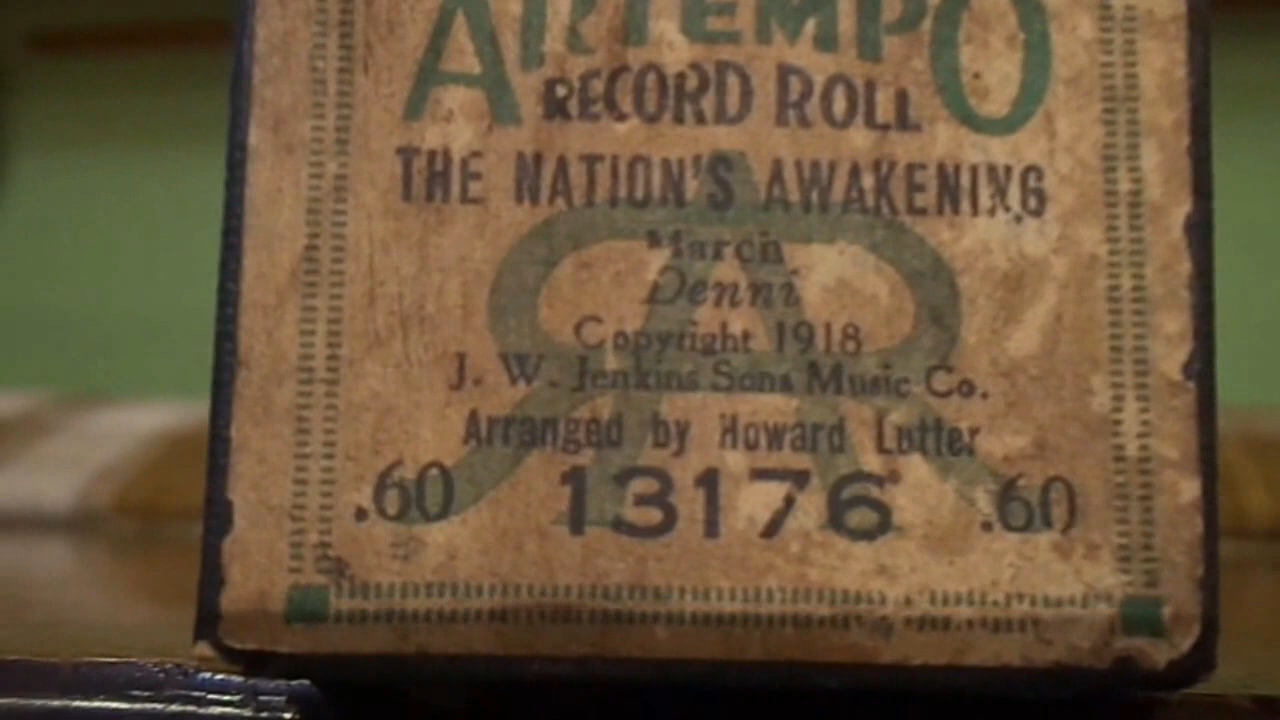 ARTEMPO
RECORD ROLL
THE NATION'S AWAKENING
March
Denni
Copyright 1918
J. W. Jenkins Sons Music Co.
Arranged by Howard Lutter
.60 13176 .60